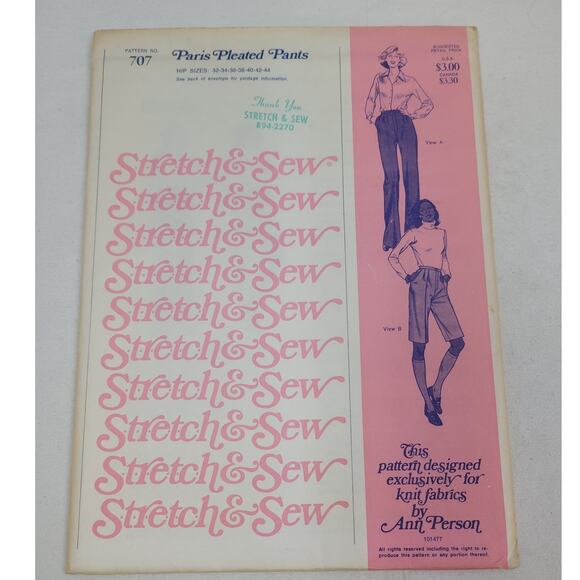 PATTERN NO.
707
Paris Pleated Pants
HIP SIZES: 32-34-36-38-40-42-44
See back of envelope for yardage information.
Thank You
STRETCH & SEW
894-2270
Stretch&Sew®
Stretch&Sew
Stretch&Sew
Stretch&Sew
Stretch&Sew
Stretch&Sew
Stretch&Sew
Stretch&Sew
Stretch&Sew
Stretch&Sew
SUGGESTED
RETAIL PRICE
U.S.A.
$3.00
CANADA
$3.30
View A
View B
This
pattern designed
exclusively for
knit fabrics
by
Ann Person
101477
All rights reserved including the right to re-
produce this pattern or any portion thereof.